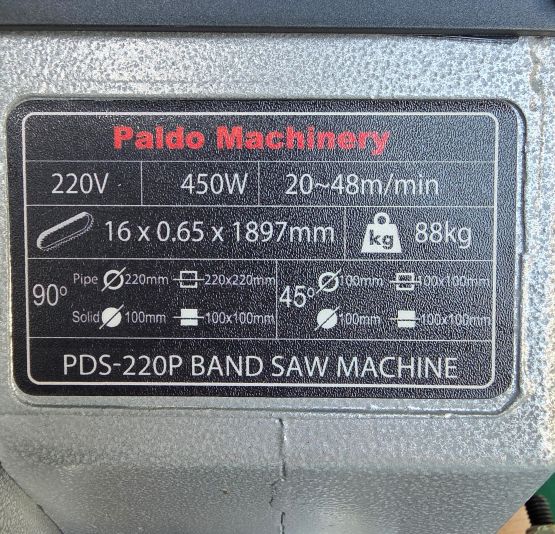 Paldo Machinery
220V 450W 20~48m/min
16 x 0.65 x 1897mm kg 88kg
90° Pipe 220mm 220x220mm 45° 100mm 100x100mm
Solid 100mm 100x100mm 100mm 100x100mm
PDS-220P BAND SAW MACHINE